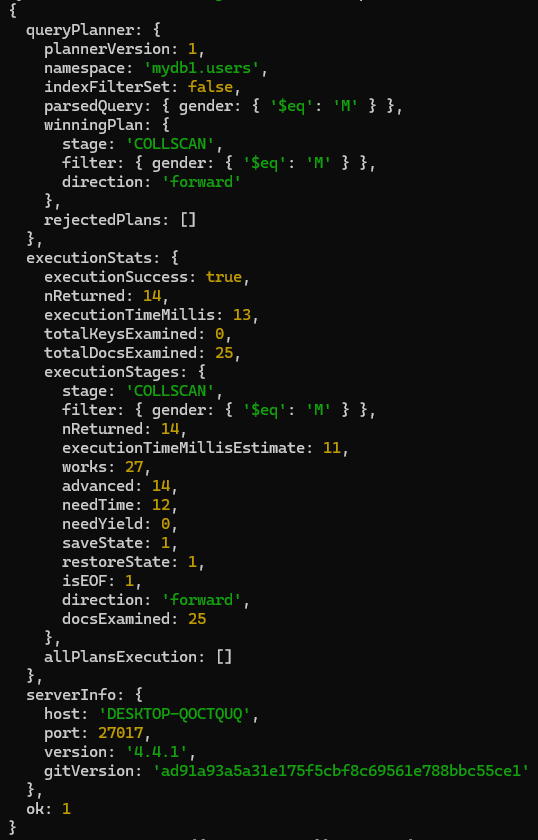 {
  queryPlanner: {
    plannerVersion: 1,
    namespace: 'mydb1.users',
    indexFilterSet: false,
    parsedQuery: { gender: { '$eq': 'M' } },
    winningPlan: {
      stage: 'COLLSCAN',
      filter: { gender: { '$eq': 'M' } },
      direction: 'forward'
    },
    rejectedPlans: []
  },
  executionStats: {
    executionSuccess: true,
    nReturned: 14,
    executionTimeMillis: 13,
    totalKeysExamined: 0,
    totalDocsExamined: 25,
    executionStages: {
      stage: 'COLLSCAN',
      filter: { gender: { '$eq': 'M' } },
      nReturned: 14,
      executionTimeMillisEstimate: 11,
      works: 27,
      advanced: 14,
      needTime: 12,
      needYield: 0,
      saveState: 1,
      restoreState: 1,
      isEOF: 1,
      direction: 'forward',
      docsExamined: 25
    },
    allPlansExecution: []
  },
  serverInfo: {
    host: 'DESKTOP-QOCTQUQ',
    port: 27017,
    version: '4.4.1',
    gitVersion: 'ad91a93a5a31e175f5cbf8c69561e788bbc55ce1'
  },
  ok: 1
}